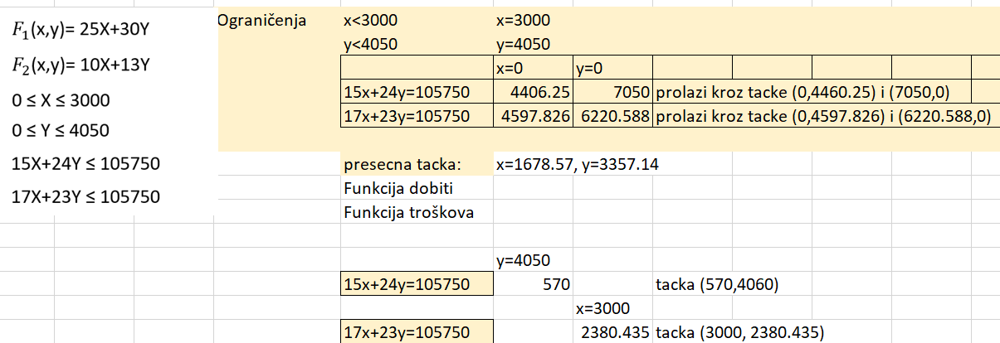 F₁(x,y)= 25X+30Y
F₂(x,y)= 10X+13Y
0 ≤ X ≤ 3000
0 ≤ Y ≤ 4050
15X+24Y ≤ 105750
17X+23Y ≤ 105750
Ograničenja x<3000 x=3000
y<4050 y=4050
x=0 y=0
15x+24y=105750 4406.25 7050 prolazi kroz tacke (0,4460.25) i (7050,0)
17x+23y=105750 4597.826 6220.588 prolazi kroz tacke (0,4597.826) i (6220.588,0)
presecna tacka: x=1678.57, y=3357.14
Funkcija dobiti
Funkcija troškova
y=4050
15x+24y=105750 570 tacka (570,4060)
x=3000
17x+23y=105750 2380.435 tacka (3000, 2380.435)